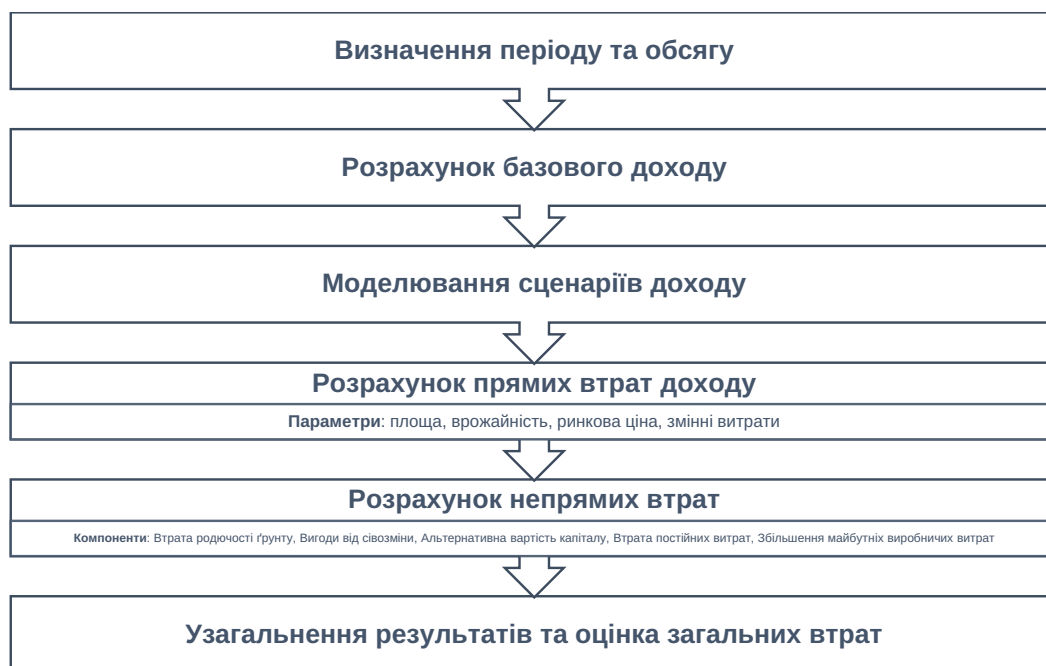 Визначення періоду та обсягу
Розрахунок базового доходу
Моделювання сценаріїв доходу
Розрахунок прямих втрат доходу
Параметри: площа, врожайність, ринкова ціна, змінні витрати
Розрахунок непрямих втрат
Компоненти: Втрата родючості ґрунту, Вигоди від сівозміни, Альтернативна вартість капіталу, Втрата постійних витрат, Збільшення майбутніх виробничих витрат
Узагальнення результатів та оцінка загальних втрат